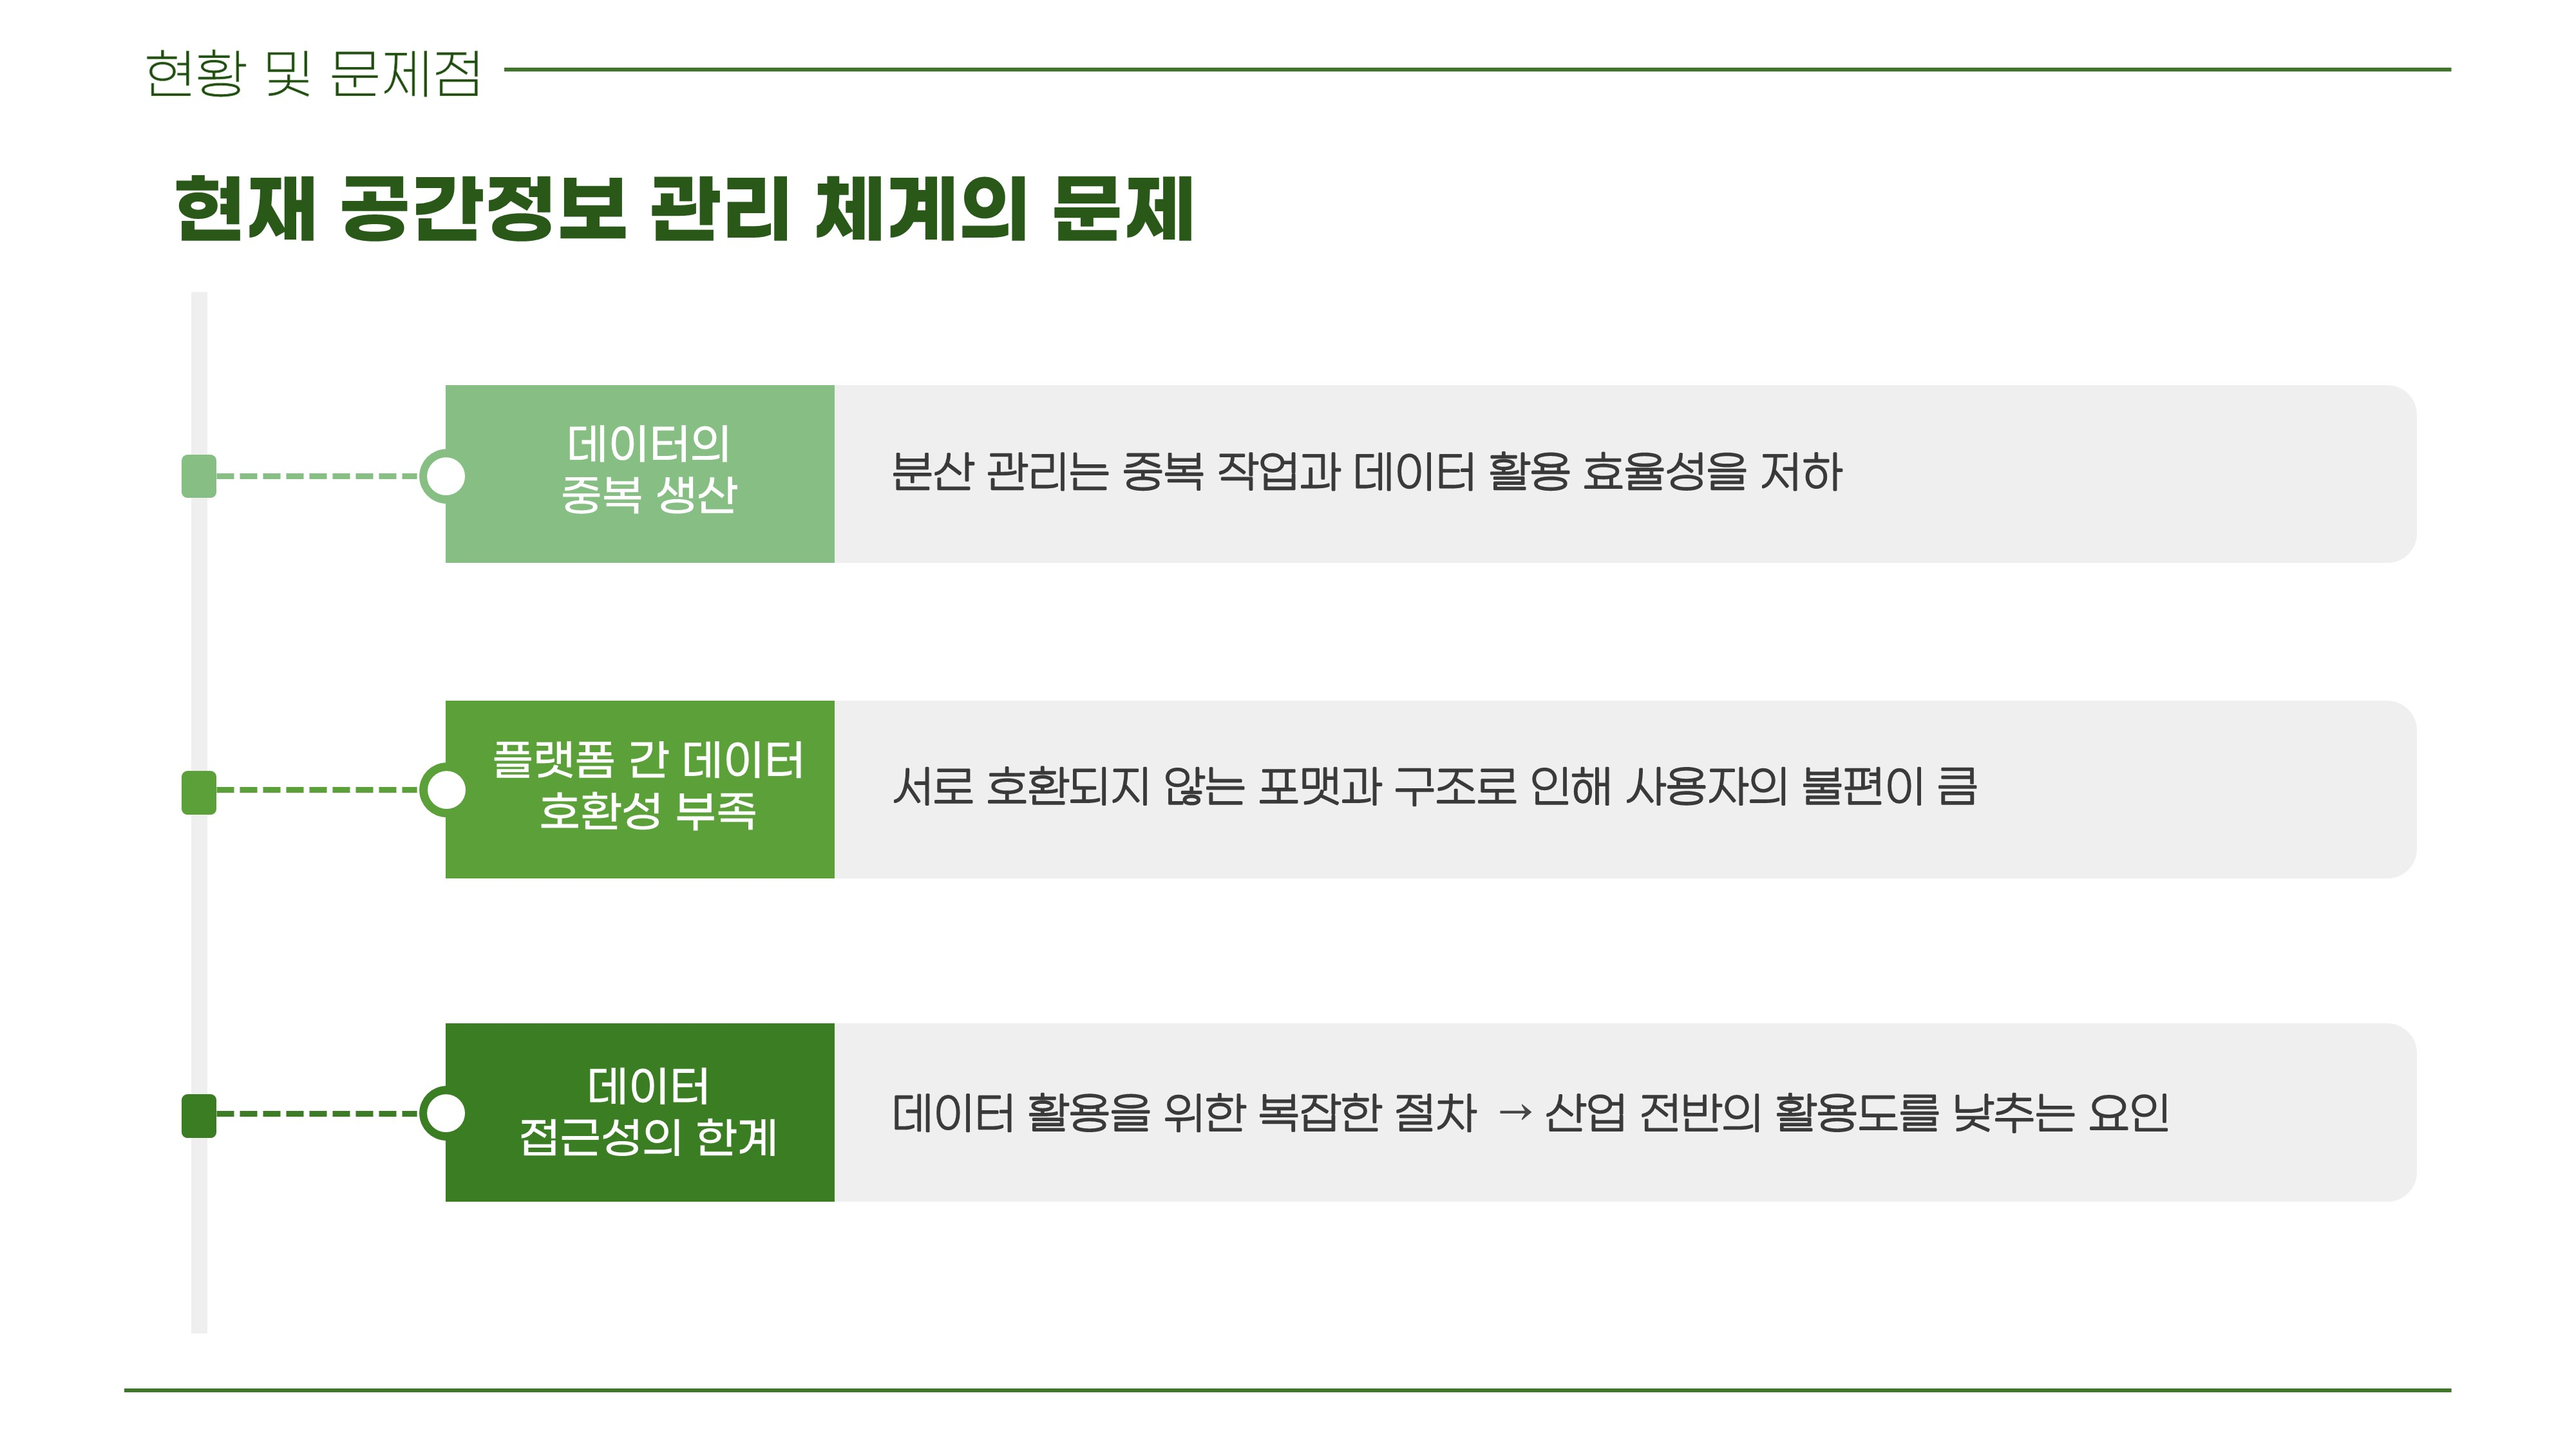 현황 및 문제점
현재 공간정보 관리 체계의 문제
데이터의
중복 생산
분산 관리는 중복 작업과 데이터 활용 효율성을 저하
플랫폼 간 데이터
호환성 부족
서로 호환되지 않는 포맷과 구조로 인해 사용자의 불편이 큼
데이터
접근성의 한계
데이터 활용을 위한 복잡한 절차 → 산업 전반의 활용도를 낮추는 요인